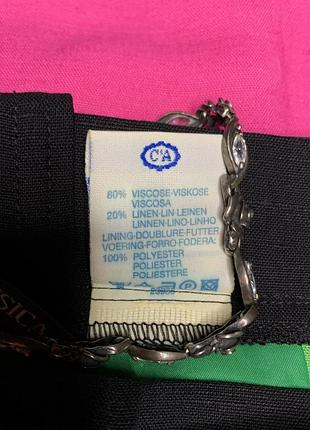 C&A
80% VISCOSE-VISKOSE
VISCOSA
20% LINEN-LIN-LEINEN
LINNEN-LINO-LINHO
LINING-DOUBLURE-FUTTER
VOERING-FORRO-FODERA:
100% POLYESTER
POLIESTER
POLIESTERE
SICA